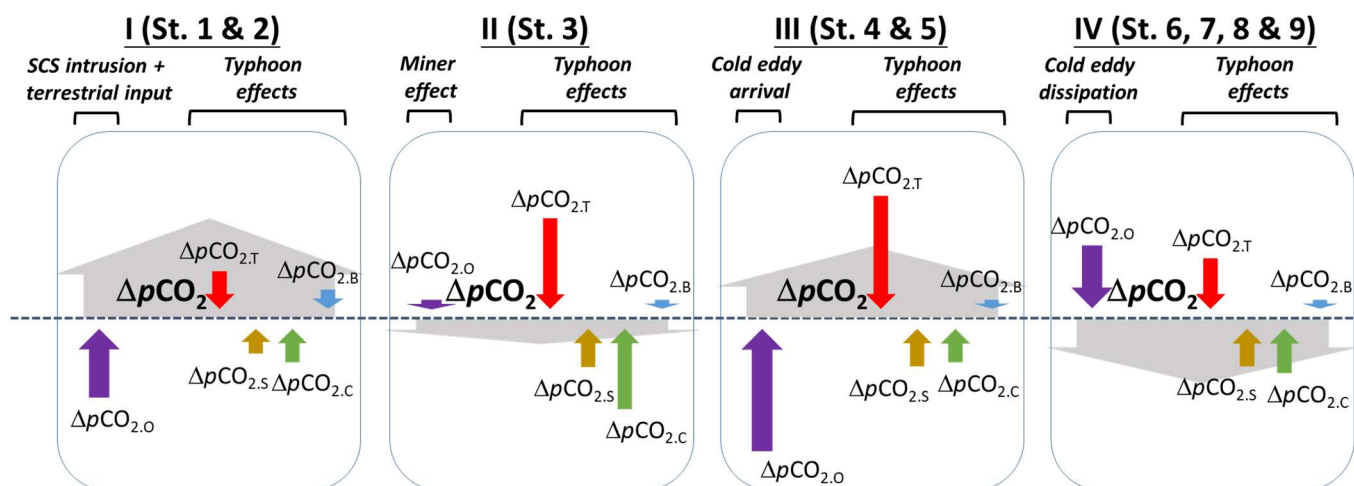 I (St. 1 & 2)
SCS intrusion +
terrestrial input
Typhoon
effects
ΔpCO2.T
ΔpCO2.B
ΔpCO2
ΔpCO2.S
ΔpCO2.C
ΔpCO2.O
II (St. 3)
Miner
effect
Typhoon
effects
ΔpCO2.T
ΔpCO2.O
ΔpCO2.B
ΔpCO2
ΔpCO2.S
ΔpCO2.C
III (St. 4 & 5)
Cold eddy
arrival
Typhoon
effects
ΔpCO2.T
ΔpCO2.B
ΔpCO2
ΔpCO2.S
ΔpCO2.C
ΔpCO2.O
IV (St. 6, 7, 8 & 9)
Cold eddy
dissipation
Typhoon
effects
ΔpCO2.O
ΔpCO2.T
ΔpCO2.B
ΔpCO2
ΔpCO2.S
ΔpCO2.C